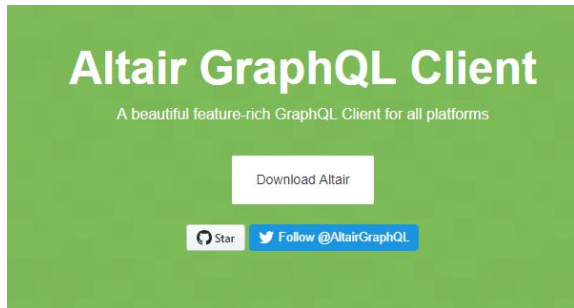 Altair GraphQL Client
A beautiful feature-rich GraphQL Client for all platforms
Download Altair
Star
Follow @AltairGraphQL